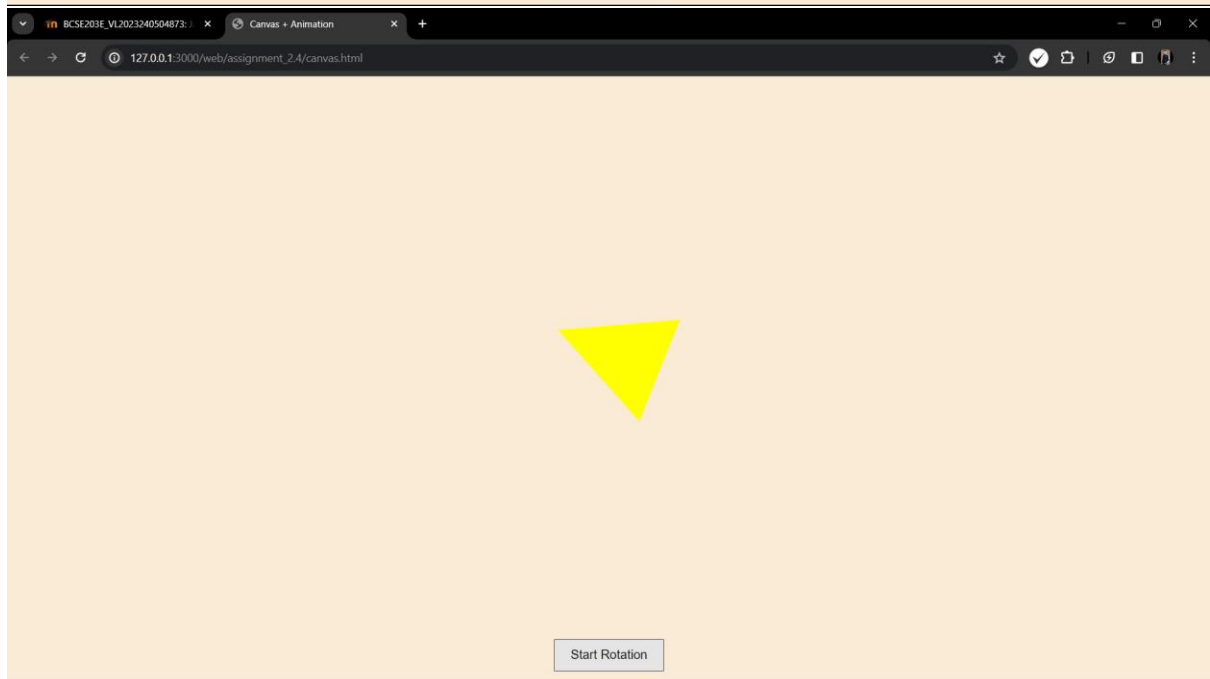 BCSE203E_VL2023240504873: J
Canvas + Animation
127.0.0.1:3000/web/assignment_2.4/canvas.html
Start Rotation